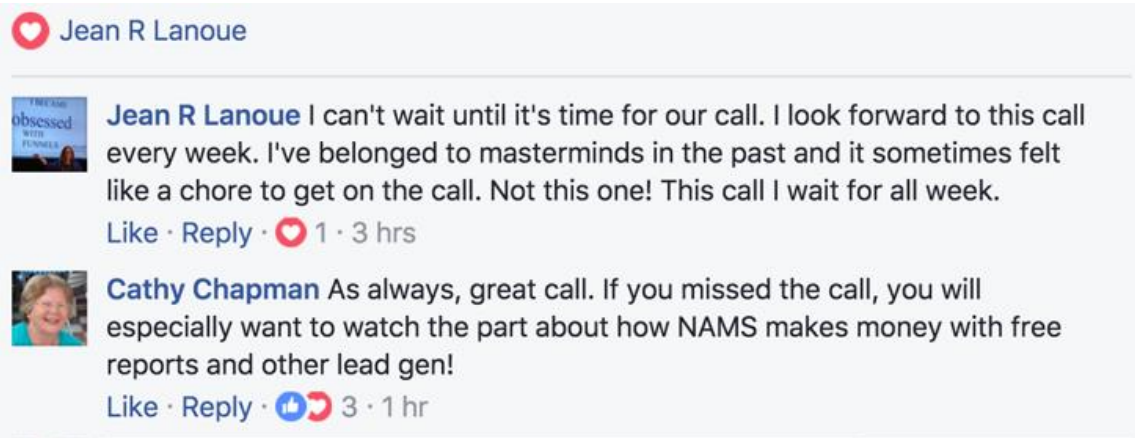 Jean R Lanoue
I BECAME
obsessed
WITH
FUNNELS
Jean R Lanoue I can't wait until it's time for our call. I look forward to this call
every week. I've belonged to masterminds in the past and it sometimes felt
like a chore to get on the call. Not this one! This call I wait for all week.
Like · Reply · 1 · 3 hrs
Cathy Chapman As always, great call. If you missed the call, you will
especially want to watch the part about how NAMS makes money with free
reports and other lead gen!
Like · Reply · 3 · 1 hr